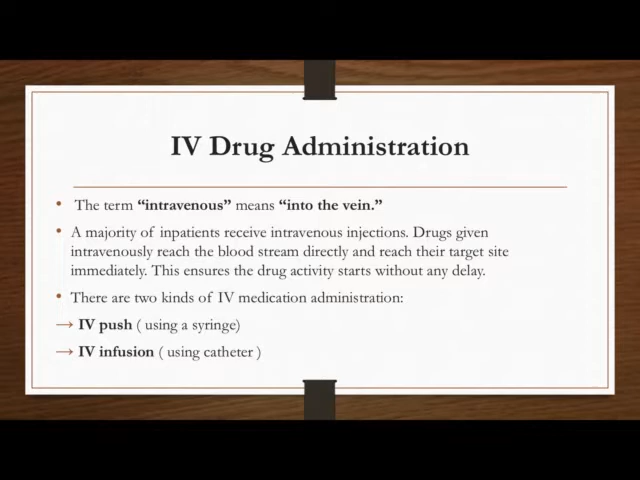 IV Drug Administration
• The term “intravenous” means “into the vein.”
• A majority of inpatients receive intravenous injections. Drugs given
intravenously reach the blood stream directly and reach their target site
immediately. This ensures the drug activity starts without any delay.
• There are two kinds of IV medication administration:
→ IV push ( using a syringe)
→ IV infusion ( using catheter )